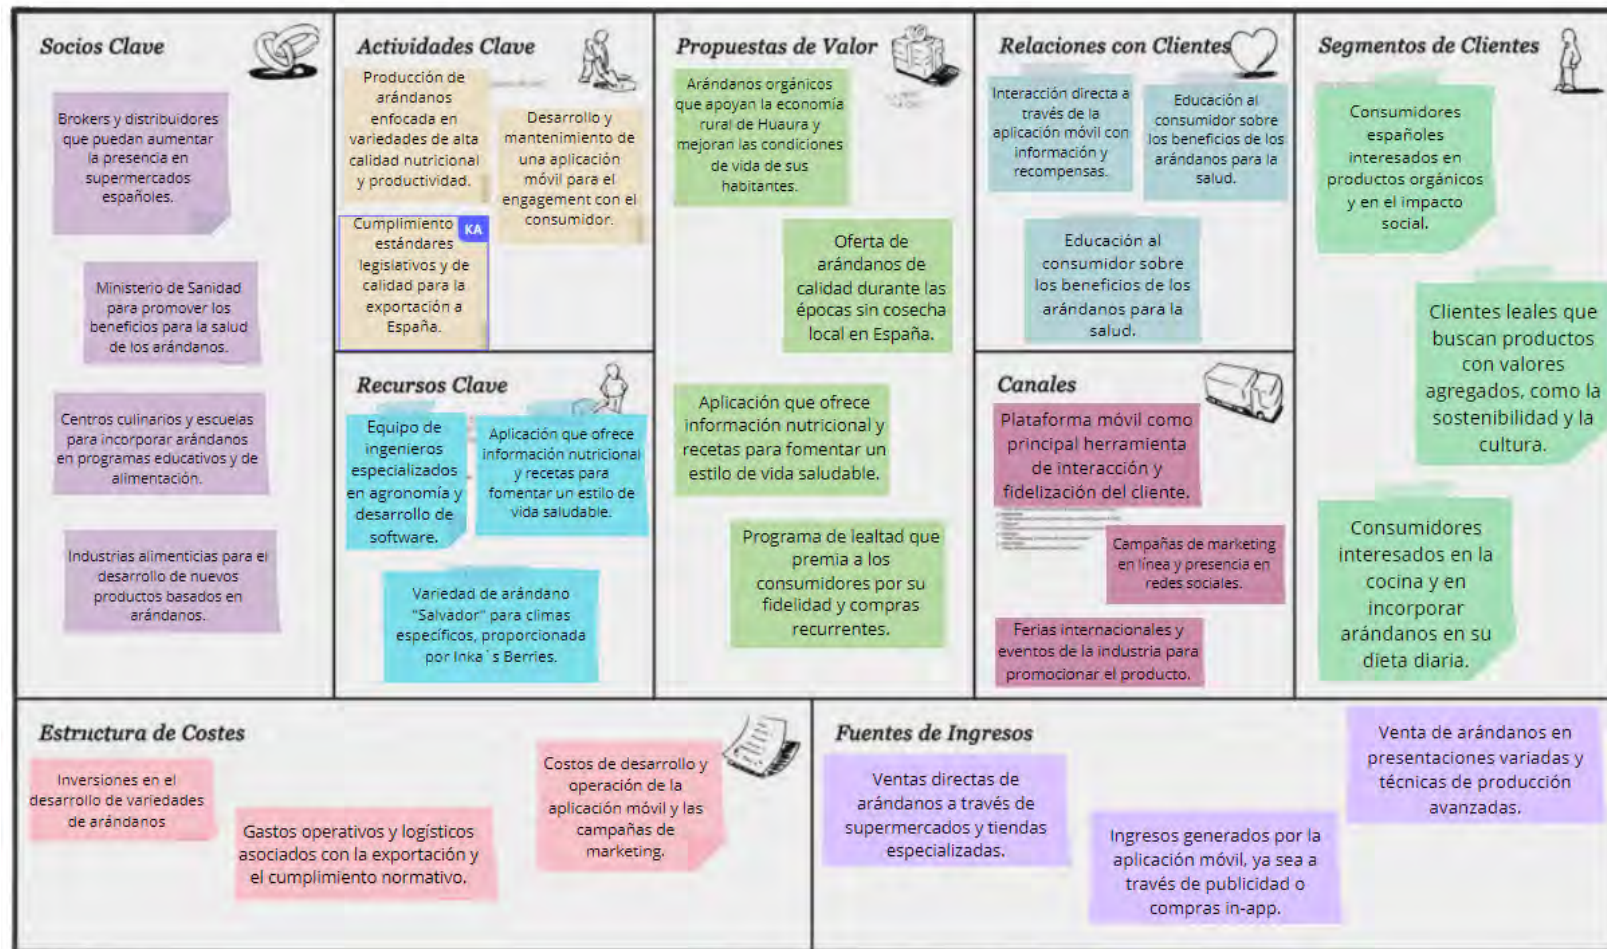 Socios Clave
Brokers y distribuidores
que puedan aumentar
la presencia en
supermercados
españoles.
Ministerio de Sanidad
para promover los
beneficios para la salud
de los arándanos.
Centros culinarios y escuelas
para incorporar arándanos
en programas educativos y de
alimentación.
Industrias alimenticias para el
desarrollo de nuevos
productos basados en
arándanos.
Actividades Clave
Producción de
arándanos
enfocada en
variedades de alta
calidad nutricional
y productividad.
Desarrollo y
mantenimiento de
una aplicación
móvil para el
engagement con el
consumidor.
KA
Cumplimiento
estándares
legislativos y de
calidad para la
exportación a
España.
Recursos Clave
Equipo de
ingenieros
especializados
en agronomía y
desarrollo de
software.
Aplicación que ofrece
información nutricional
y recetas para
fomentar un estilo de
vida saludable.
Variedad de arándano
"Salvador" para climas
específicos, proporcionada
por Inka´s Berries.
Propuestas de Valor
Arándanos orgánicos
que apoyan la economía
rural de Huaura y
mejoran las condiciones
de vida de sus
habitantes.
Oferta de
arándanos de
calidad durante las
épocas sin cosecha
local en España.
Aplicación que ofrece
información nutricional y
recetas para fomentar un
estilo de vida saludable.
Programa de lealtad que
premia a los
consumidores por su
fidelidad y compras
recurrentes.
Relaciones con Clientes
Interacción directa a
través de la
aplicación móvil con
información y
recompensas.
Educación al
consumidor sobre
los beneficios de los
arándanos para la
salud.
Educación al
consumidor sobre
los beneficios de los
arándanos para la
salud.
Canales
Plataforma móvil como
principal herramienta
de interacción y
fidelización del cliente.
Campañas de marketing
en línea y presencia en
redes sociales.
Ferias internacionales y
eventos de la industria para
promocionar el producto.
Segmentos de Clientes
Consumidores
españoles
interesados en
productos orgánicos
y en el impacto
social.
Clientes leales que
buscan productos
con valores
agregados, como la
sostenibilidad y la
cultura.
Consumidores
interesados en la
cocina y en
incorporar
arándanos en su
dieta diaria.
Estructura de Costes
Inversiones en el
desarrollo de variedades
de arándanos
Gastos operativos y logísticos
asociados con la exportación y
el cumplimiento normativo.
Costos de desarrollo y
operación de la
aplicación móvil y las
campañas de
marketing.
Fuentes de Ingresos
Ventas directas de
arándanos a través de
supermercados y tiendas
especializadas.
Ingresos generados por la
aplicación móvil, ya sea a
través de publicidad o
compras in-app.
Venta de arándanos en
presentaciones variadas y
técnicas de producción
avanzadas.